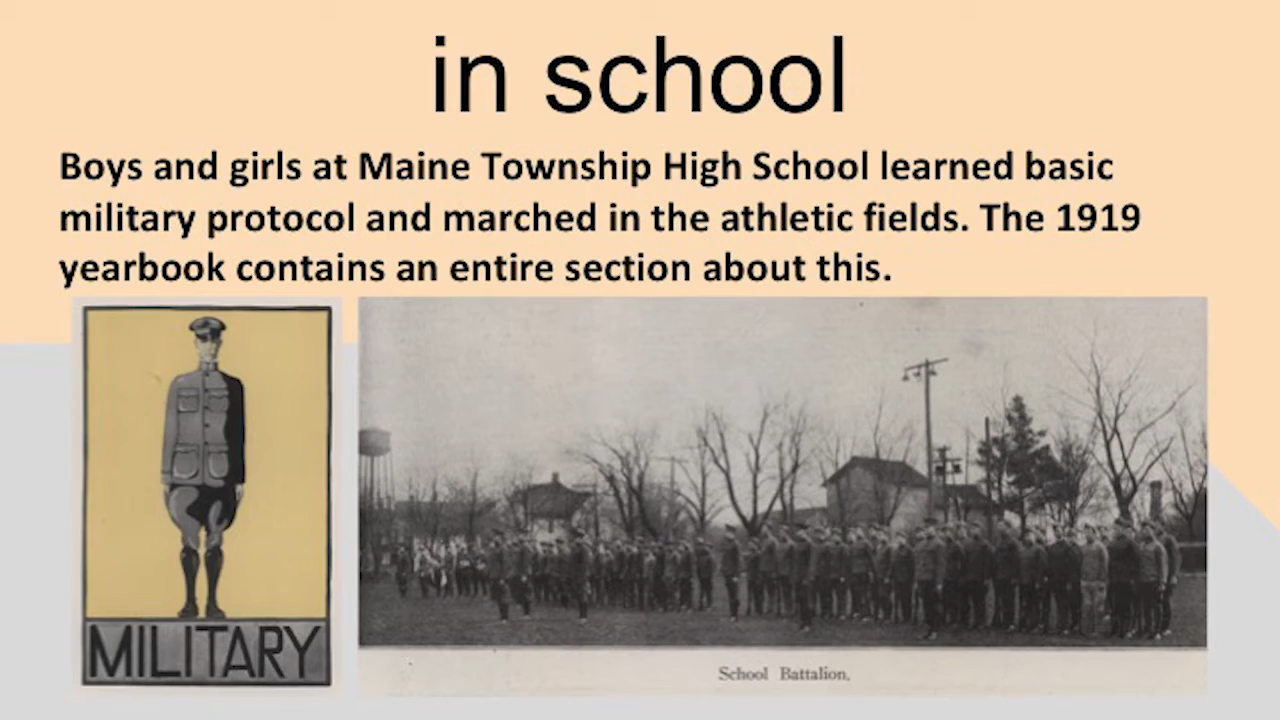 in school
Boys and girls at Maine Township High School learned basic
military protocol and marched in the athletic fields. The 1919
yearbook contains an entire section about this.
MILITARY
School Battalion.